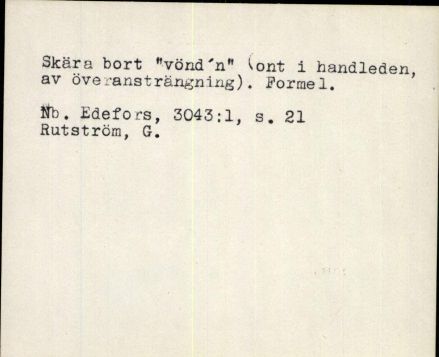 Skära bort "vönd´n" (ont i handleden,
av överansträngning). Formel.
Nb. Edefors, 3043:1, s. 21
Rutström, G.